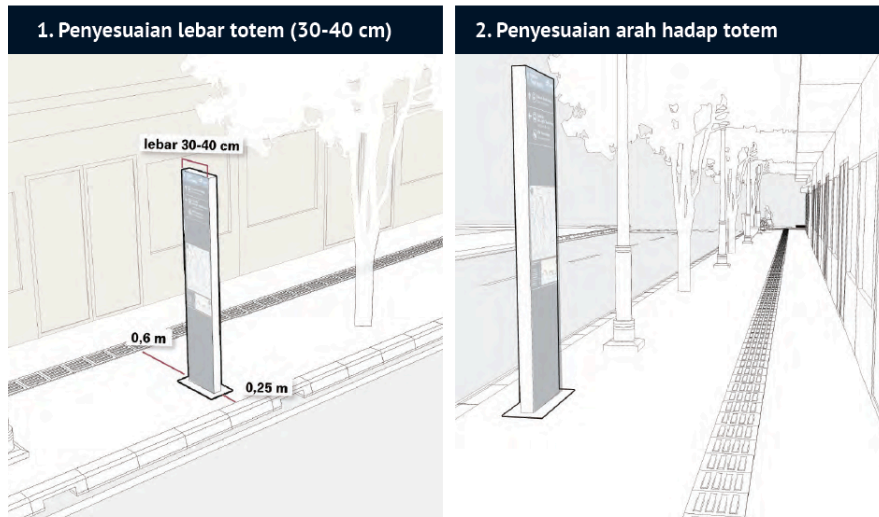 1. Penyesuaian lebar totem (30-40 cm)
2. Penyesuaian arah hadap totem
lebar 30-40 cm
0,6 m
0,25 m